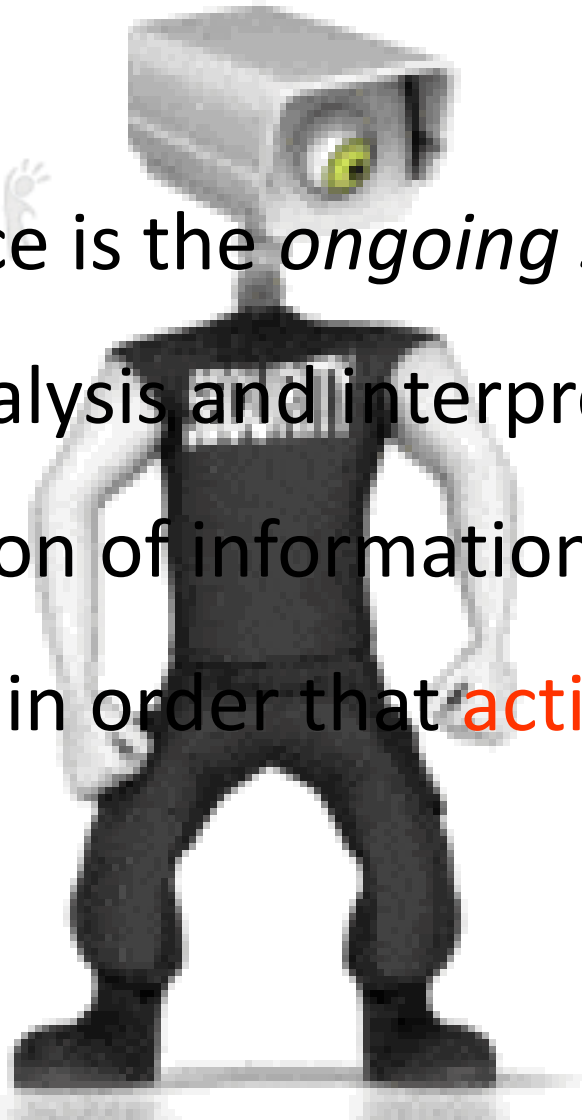 ce is the ongoing
alysis and interpre
on of information
in order that acti